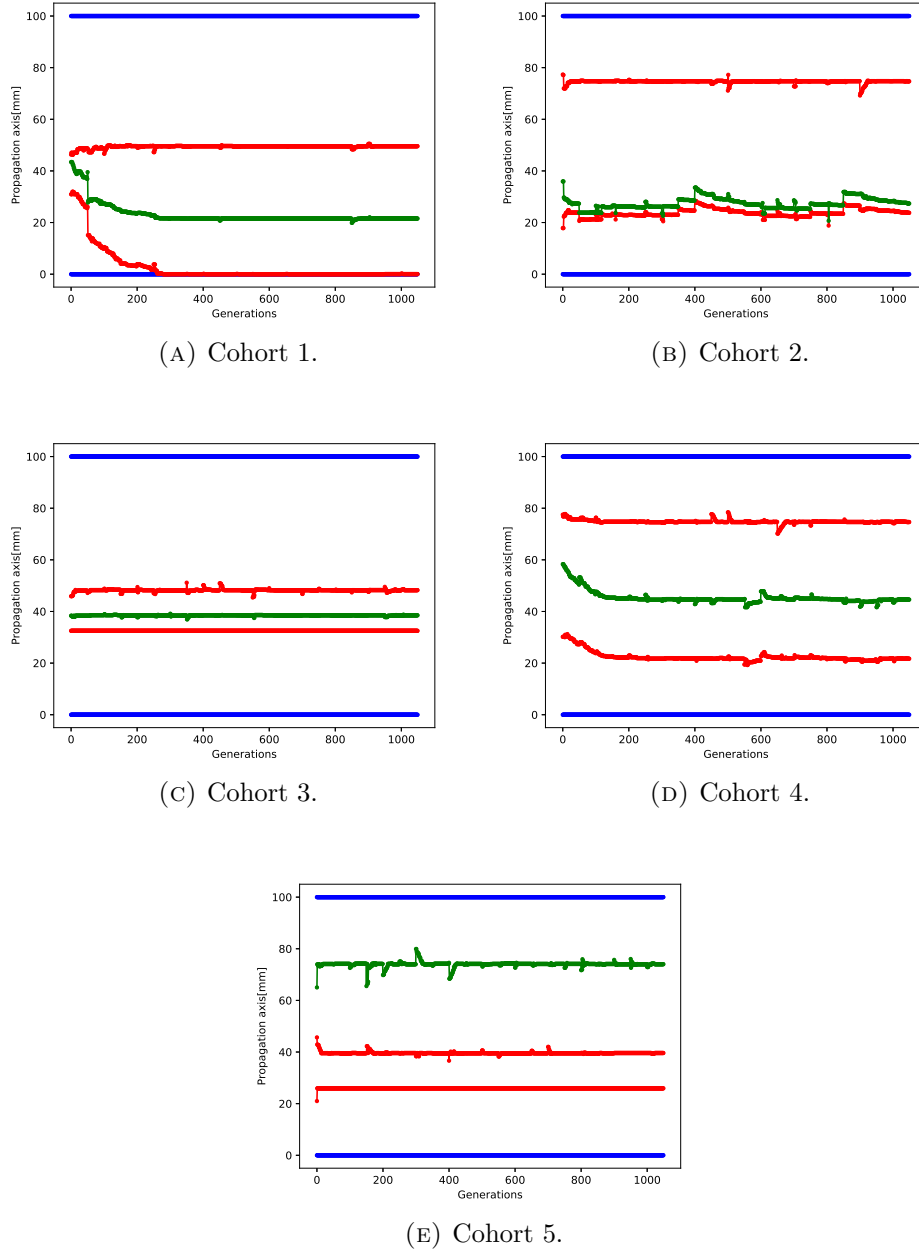 100
80
60
40
20
0
Propagation axis[mm]
0 200 400 600 800 1000
Generations
(A) Cohort 1.
100
80
60
40
20
0
Propagation axis[mm]
0 200 400 600 800 1000
Generations
(B) Cohort 2.
100
80
60
40
20
0
Propagation axis[mm]
0 200 400 600 800 1000
Generations
(C) Cohort 3.
100
80
60
40
20
0
Propagation axis[mm]
0 200 400 600 800 1000
Generations
(D) Cohort 4.
100
80
60
40
20
0
Propagation axis[mm]
0 200 400 600 800 1000
Generations
(E) Cohort 5.